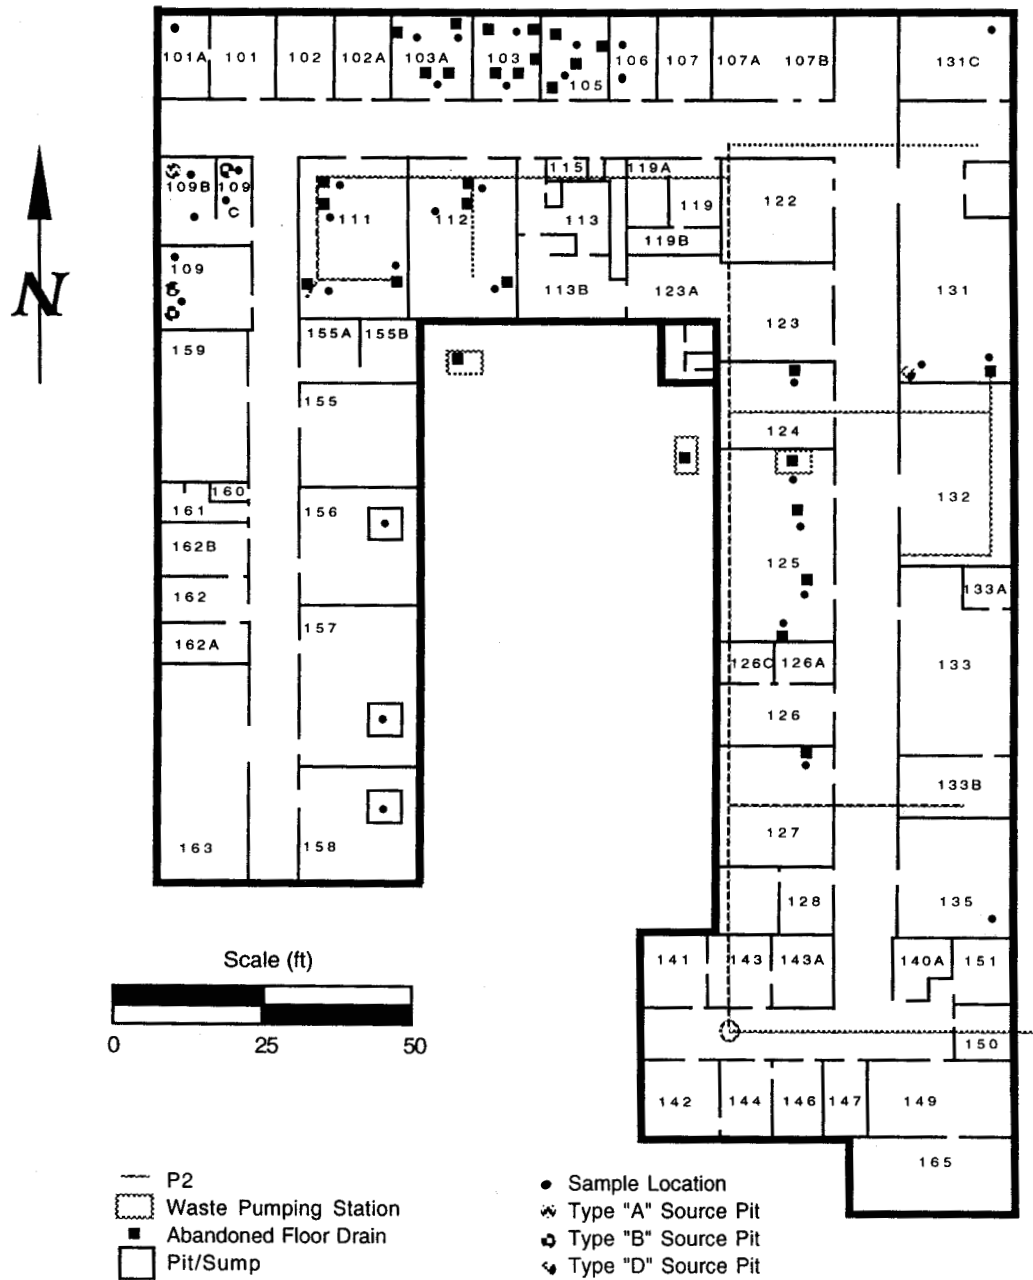 101A 101 102 102A 103A 103 105 106 107 107A 107B 131C
109B 109 C 111 112 115 113 119A 119 119B 122
N
109 113B 123A 123 131
159 155A 155B
155 124
160 161 156 125 132
162B
162 157 133A
162A 126C 126A 133
126
133B
127
163 158 128 135
Scale (ft)
0 25 50
141 143 143A 140A 151
150
142 144 146 147 149
165
P2
Waste Pumping Station
Abandoned Floor Drain
Pit/Sump
Sample Location
Type "A" Source Pit
Type "B" Source Pit
Type "D" Source Pit